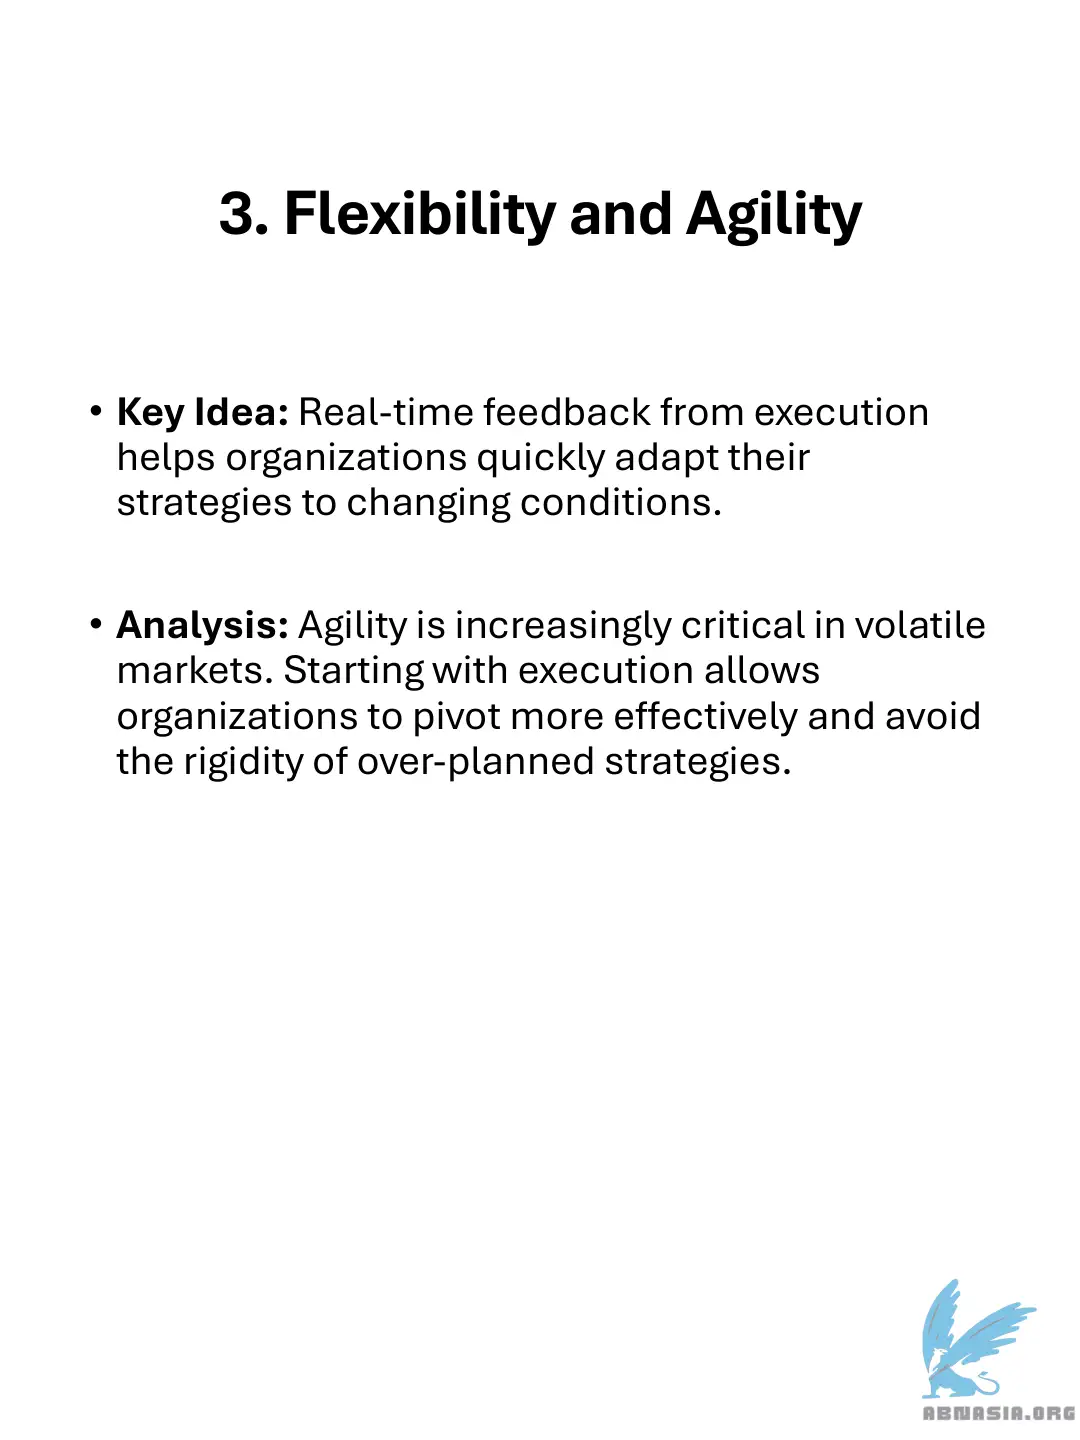 3. Flexibility and Agility
• Key Idea: Real-time feedback from execution
helps organizations quickly adapt their
strategies to changing conditions.
• Analysis: Agility is increasingly critical in volatile
markets. Starting with execution allows
organizations to pivot more effectively and avoid
the rigidity of over-planned strategies.
ABNASIA.ORG